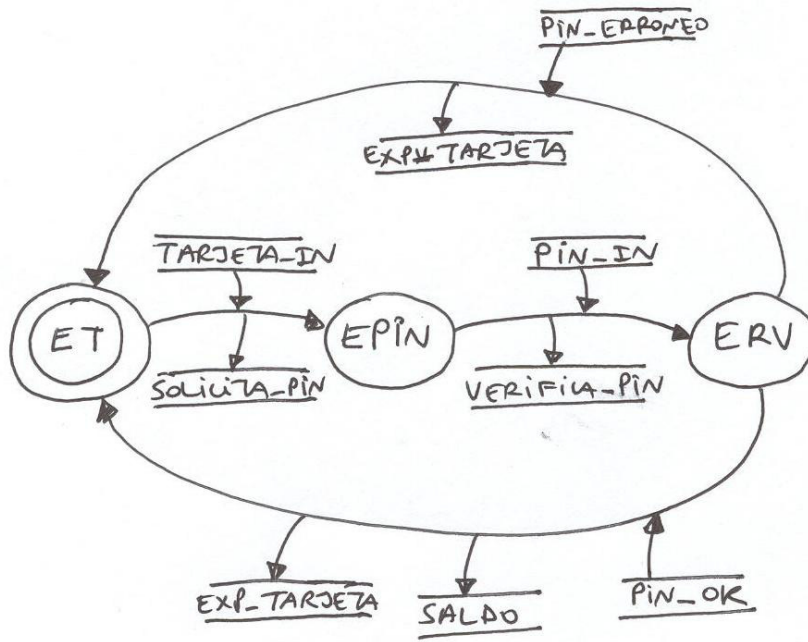 PIN_ERRONEO
EXP_TARJETA
TARJETA_IN
PIN_IN
ET
EPIN
ERV
SOLICITA_PIN
VERIFICA_PIN
EXP_TARJETA
SALDO
PIN_OK